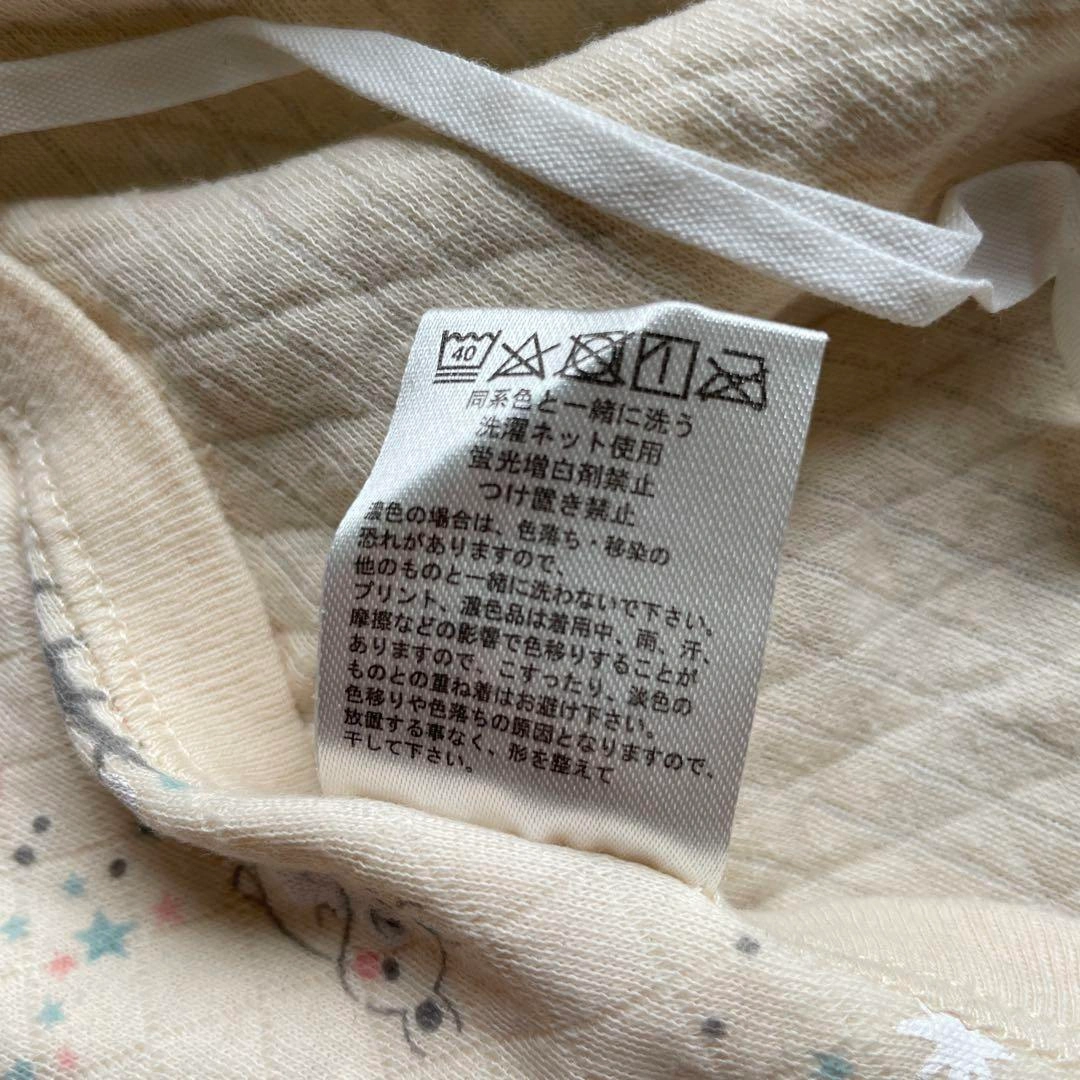 40
同系色と一緒に洗う
洗濯ネット使用
蛍光増白剤禁止
つけ置き禁止
濃色の場合は、色落ち・移染の
恐れがありますので、
他のものと一緒に洗わないで下さい。
プリント、濃色品は着用中、雨、汗、
摩擦などの影響で色移りすることが
ありますので、こすったり、淡色の
ものとの重ね着はお避け下さい。
色移りや色落ちの原因となりますので、
放置する事なく、形を整えて
干して下さい。